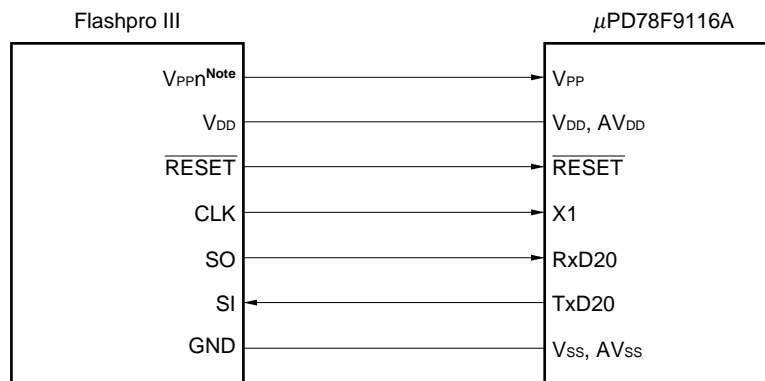 Flashpro III μPD78F9116A
VPPnNote VPP
VDD VDD, AVDD
RESET RESET
CLK X1
SO RxD20
SI TxD20
GND VSS, AVSS